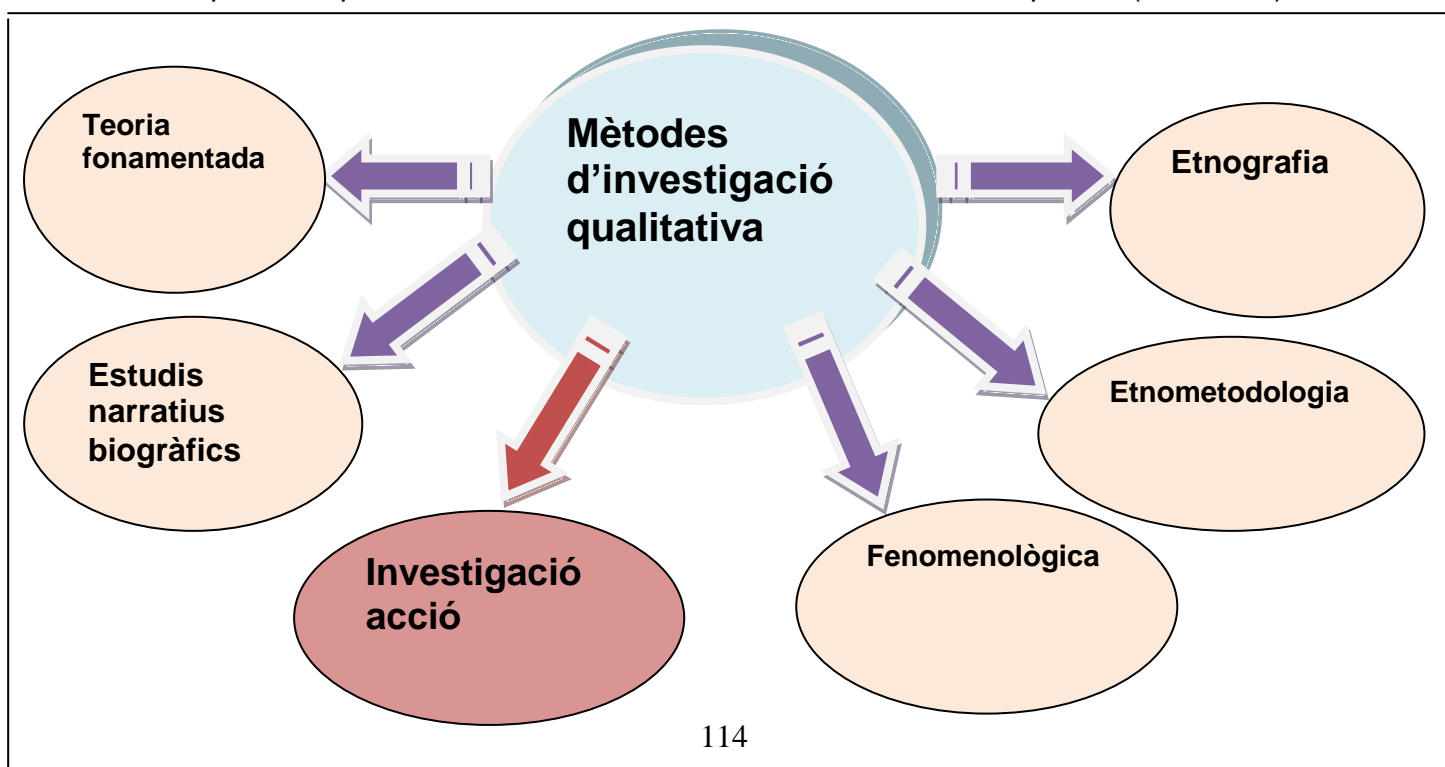 Mètodes
d’investigació
qualitativa
Teoria
fonamentada
Etnografia
Estudis
narratius
biogràfics
Etnometodologia
Investigació
acció
Fenomenològica
114